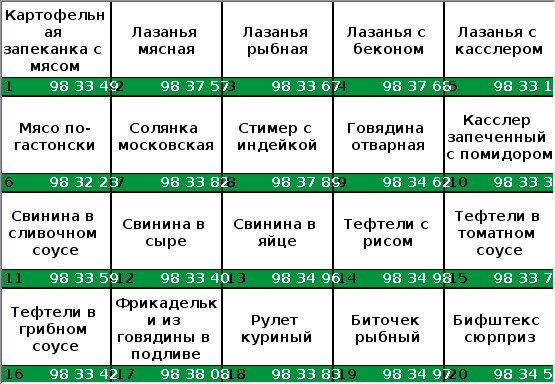 Картофельн
ая
запеканка с
мясом
Лазанья
мясная
Лазанья
рыбная
Лазанья с
беконом
Лазанья с
касслером
1 98 33 49
2 98 37 57
3 98 33 67
4 98 37 68
5 98 33 1
Мясо по-
гастонски
Солянка
московская
Стимер с
индейкой
Говядина
отварная
Касслер
запеченный
с помидором
6 98 32 23
7 98 33 82
8 98 37 89
9 98 34 62
10 98 33 3
Свинина в
сливочном
соусе
Свинина в
сыре
Свинина в
яйце
Тефтели с
рисом
Тефтели в
томатном
соусе
11 98 33 59
12 98 33 40
13 98 34 96
14 98 34 98
15 98 33 7
Тефтели в
грибном
соусе
Фрикадельк
и из
говядины в
подливе
Рулет
куриный
Биточек
рыбный
Бифштекс
сюрприз
16 98 33 42
17 98 38 08
18 98 33 83
19 98 34 97
20 98 34 5